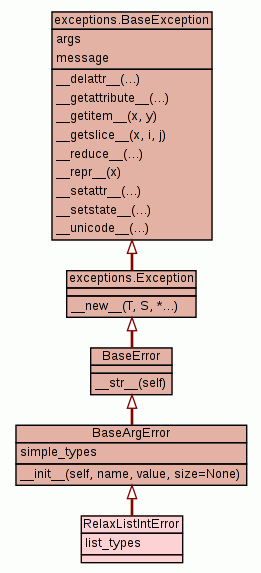 exceptions.BaseException
args
message
__delattr__(...)
__getattribute__(...)
__getitem__(x, y)
__getslice__(x, i, j)
__reduce__(...)
__repr__(x)
__setattr__(...)
__setstate__(...)
__unicode__(...)
exceptions.Exception
__new__(T, S, *...)
BaseError
__str__(self)
BaseArgError
simple_types
__init__(self, name, value, size=None)
RelaxListIntError
list_types